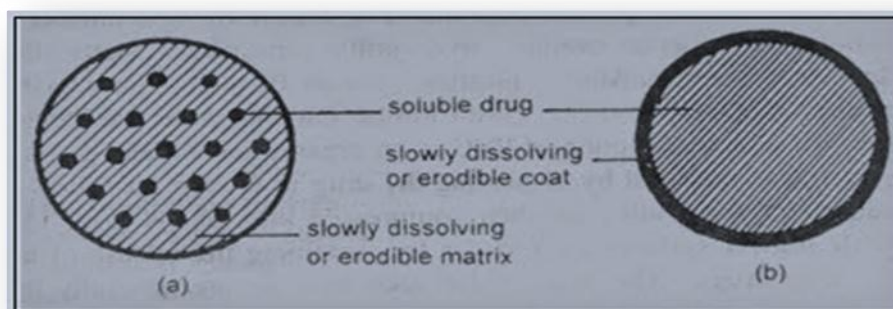 soluble drug
slowly dissolving
or erodible coat
slowly dissolving
or erodible matrix
(a)
(b)